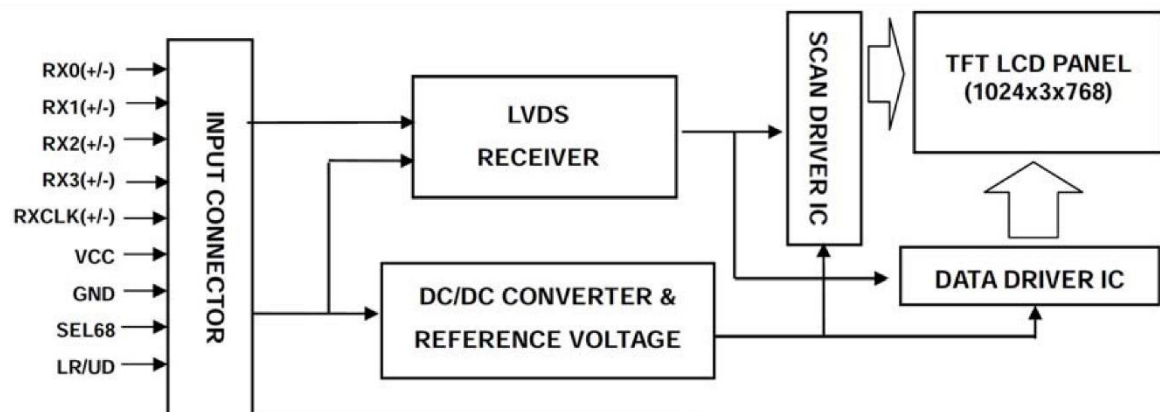 RX0(+/-)
RX1(+/-)
RX2(+/-)
RX3(+/-)
RXCLK(+/-)
VCC
GND
SEL68
LR/UD
INPUT CONNECTOR
LVDS
RECEIVER
DC/DC CONVERTER &
REFERENCE VOLTAGE
SCAN DRIVER IC
TFT LCD PANEL
(1024x3x768)
DATA DRIVER IC